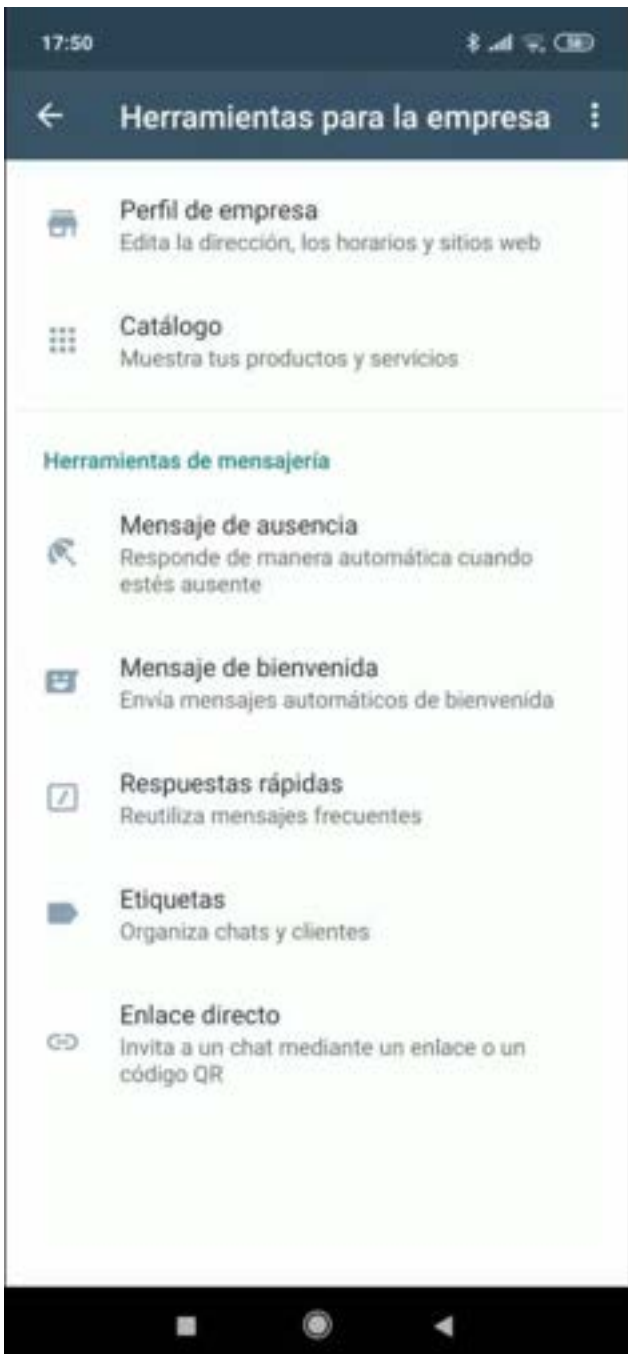 17:50
Herramientas para la empresa
Perfil de empresa
Edita la dirección, los horarios y sitios web
Catálogo
Muestra tus productos y servicios
Herramientas de mensajería
Mensaje de ausencia
Responde de manera automática cuando
estés ausente
Mensaje de bienvenida
Envía mensajes automáticos de bienvenida
Respuestas rápidas
Reutiliza mensajes frecuentes
Etiquetas
Organiza chats y clientes
Enlace directo
Invita a un chat mediante un enlace o un
código QR